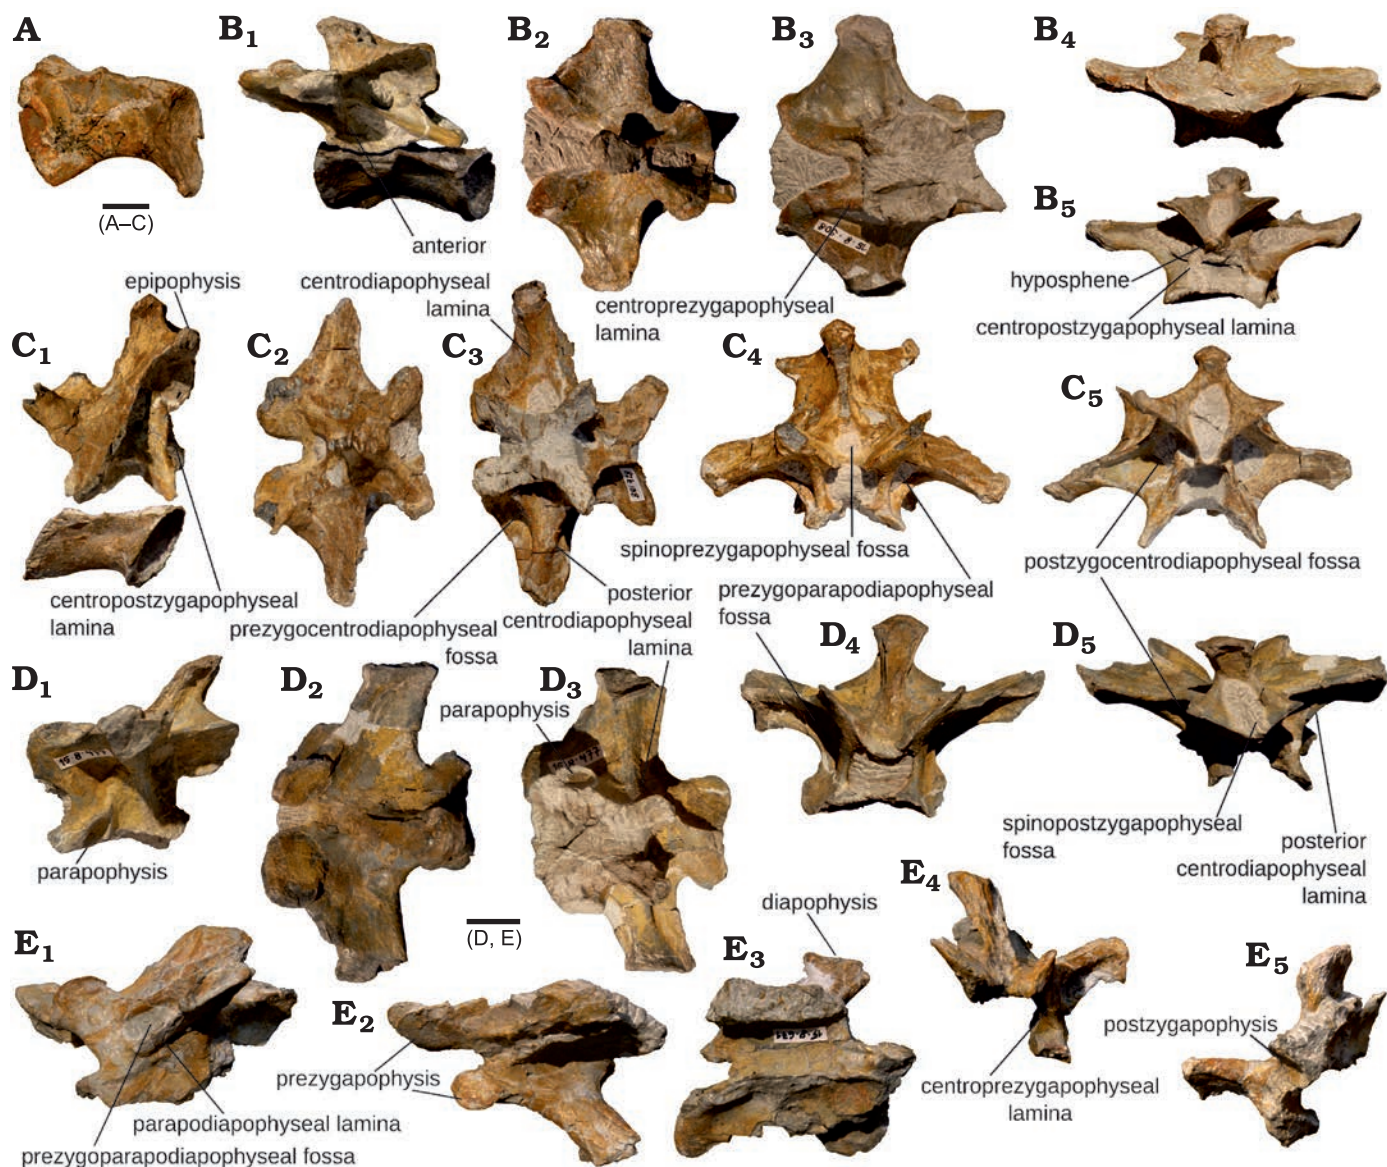 A
B1
B2
B3
B4
(A–C)
anterior
centrodiapophyseal
lamina
B5
hyposphene
centropostzygapophyseal lamina
epipophysis
centroprezygapophyseal
lamina
15-8-508
C1
C2
C3
C4
C5
centropostzygapophyseal
lamina
prezygocentrodiapophyseal
fossa
posterior
centrodiapophyseal
lamina
spinoprezygapophyseal fossa
prezygoparapodiapophyseal
fossa
postzygocentrodiapophyseal fossa
D1
D2
D3
D4
D5
parapophysis
parapophysis
(D, E)
spinopostzygapophyseal
fossa
posterior
centrodiapophyseal
lamina
E1
E2
E3
E4
E5
diapophysis
prezygapophysis
parapodiapophyseal lamina
prezygoparapodiapophyseal fossa
centroprezygapophyseal
lamina
postzygapophysis